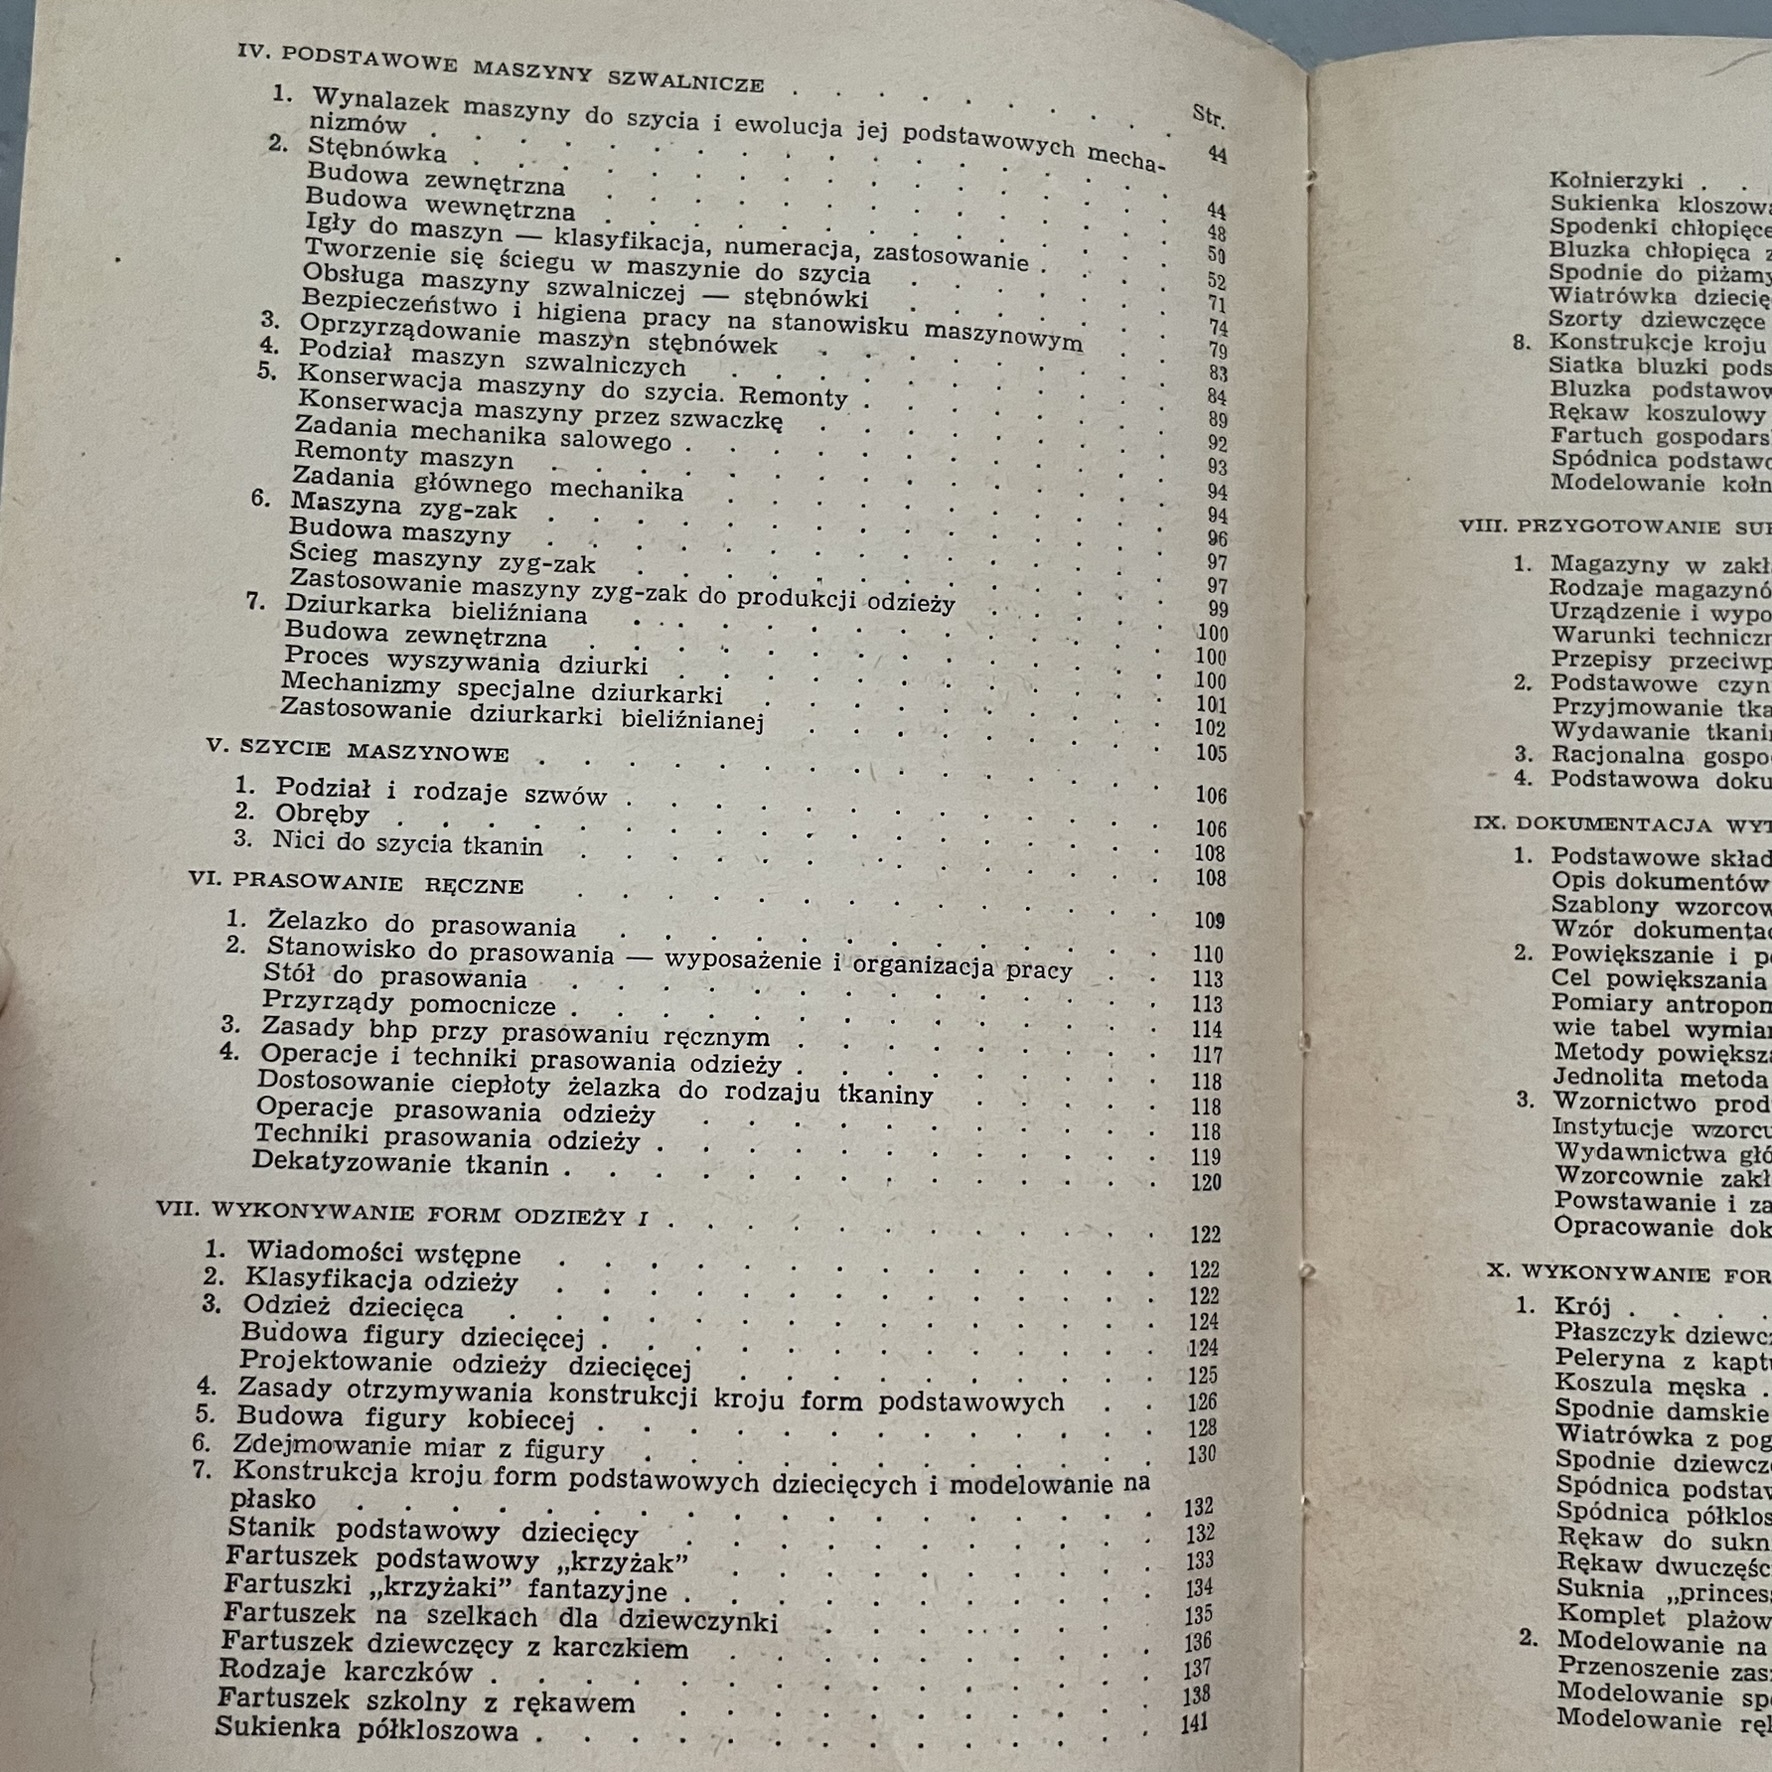 Str.
IV. PODSTAWOWE MASZYNY SZWALNICZE . . . . . . . . 44
1. Wynalazek maszyny do szycia i ewolucja jej podstawowych mecha-
nizmów . . . . . . . . 44
2. Stębnówka . . . . . . . . 48
Budowa zewnętrzna . . . . . . . . 50
Budowa wewnętrzna . . . . . . . . 52
Igły do maszyn — klasyfikacja, numeracja, zastosowanie . . . . 71
Tworzenie się ściegu w maszynie do szycia . . . . . 74
Obsługa maszyny szwalniczej — stębnówki . . . . . 79
Bezpieczeństwo i higiena pracy na stanowisku maszynowym . . 83
3. Oprzyrządowanie maszyn stębnówek . . . . . . . . 84
4. Podział maszyn szwalniczych . . . . . . . . 89
5. Konserwacja maszyny do szycia. Remonty . . . . . . . 92
Konserwacja maszyny przez szwaczkę . . . . . . . . 93
Zadania mechanika salowego . . . . . . . . 94
Remonty maszyn . . . . . . . . 94
Zadania głównego mechanika . . . . . . . . 96
6. Maszyna zyg-zak . . . . . . . . 97
Budowa maszyny . . . . . . . . 97
Ścieg maszyny zyg-zak . . . . . . . . 99
Zastosowanie maszyny zyg-zak do produkcji odzieży . . . . 100
7. Dziurkarka bieliźniana . . . . . . . . 100
Budowa zewnętrzna . . . . . . . . 100
Proces wyszywania dziurki . . . . . . . . 101
Mechanizmy specjalne dziurkarki . . . . . . . . 102
Zastosowanie dziurkarki bieliźnianej . . . . . . . . 105
V. SZYCIE MASZYNOWE . . . . . . . . 106
1. Podział i rodzaje szwów . . . . . . . . 106
2. Obręby . . . . . . . . 108
3. Nici do szycia tkanin . . . . . . . . 108
VI. PRASOWANIE RĘCZNE . . . . . . . . 109
1. Żelazko do prasowania . . . . . . . . 110
2. Stanowisko do prasowania — wyposażenie i organizacja pracy . . 113
Stół do prasowania . . . . . . . . 113
Przyrządy pomocnicze . . . . . . . . 114
3. Zasady bhp przy prasowaniu ręcznym . . . . . . . . 117
4. Operacje i techniki prasowania odzieży . . . . . . . . 118
Dostosowanie ciepłoty żelazka do rodzaju tkaniny . . . . . 118
Operacje prasowania odzieży . . . . . . . . 118
Techniki prasowania odzieży . . . . . . . . 119
Dekatyzowanie tkanin . . . . . . . . 120
VII. WYKONYWANIE FORM ODZIEŻY I . . . . . . . . 122
1. Wiadomości wstępne . . . . . . . . 122
2. Klasyfikacja odzieży . . . . . . . . 122
3. Odzież dziecięca . . . . . . . . 124
Budowa figury dziecięcej . . . . . . . . 124
Projektowanie odzieży dziecięcej . . . . . . . . 125
4. Zasady otrzymywania konstrukcji kroju form podstawowych . . 126
5. Budowa figury kobiecej . . . . . . . . 128
6. Zdejmowanie miar z figury . . . . . . . . 130
7. Konstrukcja kroju form podstawowych dziecięcych i modelowanie na
płasko . . . . . . . . 132
Stanik podstawowy dziecięcy . . . . . . . . 132
Fartuszek podstawowy „krzyżak” . . . . . . . . 133
Fartuszki „krzyżaki” fantazyjne . . . . . . . . 134
Fartuszek na szelkach dla dziewczynki . . . . . . . 135
Fartuszek dziewczęcy z karczkiem . . . . . . . . 136
Rodzaje karczków . . . . . . . . 137
Fartuszek szkolny z rękawem . . . . . . . . 138
Sukienka półkloszowa . . . . . . . . 141
Kołnierzyki . .
Sukienka kloszowa
Spodenki chłopięce
Bluzka chłopięca z
Spodnie do piżamy
Wiatrówka dziecię
Szorty dziewczęce
8. Konstrukcje kroju
Siatka bluzki pods
Bluzka podstawow
Rękaw koszulowy
Fartuch gospodars
Spódnica podstawo
Modelowanie kołn
VIII. PRZYGOTOWANIE SUR
1. Magazyny w zakł
Rodzaje magazynó
Urządzenie i wypo
Warunki techniczn
Przepisy przeciwp
2. Podstawowe czyn
Przyjmowanie tka
Wydawanie tkanin
3. Racjonalna gospo
4. Podstawowa doku
IX. DOKUMENTACJA WYT
1. Podstawowe skład
Opis dokumentów
Szablony wzorcow
Wzór dokumentac
2. Powiększanie i p
Cel powiększania
Pomiary antropom
wie tabel wymian
Metody powiększa
Jednolita metoda
3. Wzornictwo prod
Instytucje wzorcu
Wydawnictwa głó
Wzorcownie zakł
Powstawanie i za
Opracowanie dok
X. WYKONYWANIE FOR
1. Krój . . . .
Płaszczyk dziewcz
Peleryna z kaptu
Koszula męska .
Spodnie damskie
Wiatrówka z pog
Spodnie dziewczę
Spódnica podstaw
Spódnica półklos
Rękaw do sukn
Rękaw dwuczęśc
Suknia „princess
Komplet plażow
2. Modelowanie na
Przenoszenie zasz
Modelowanie spó
Modelowanie ręk